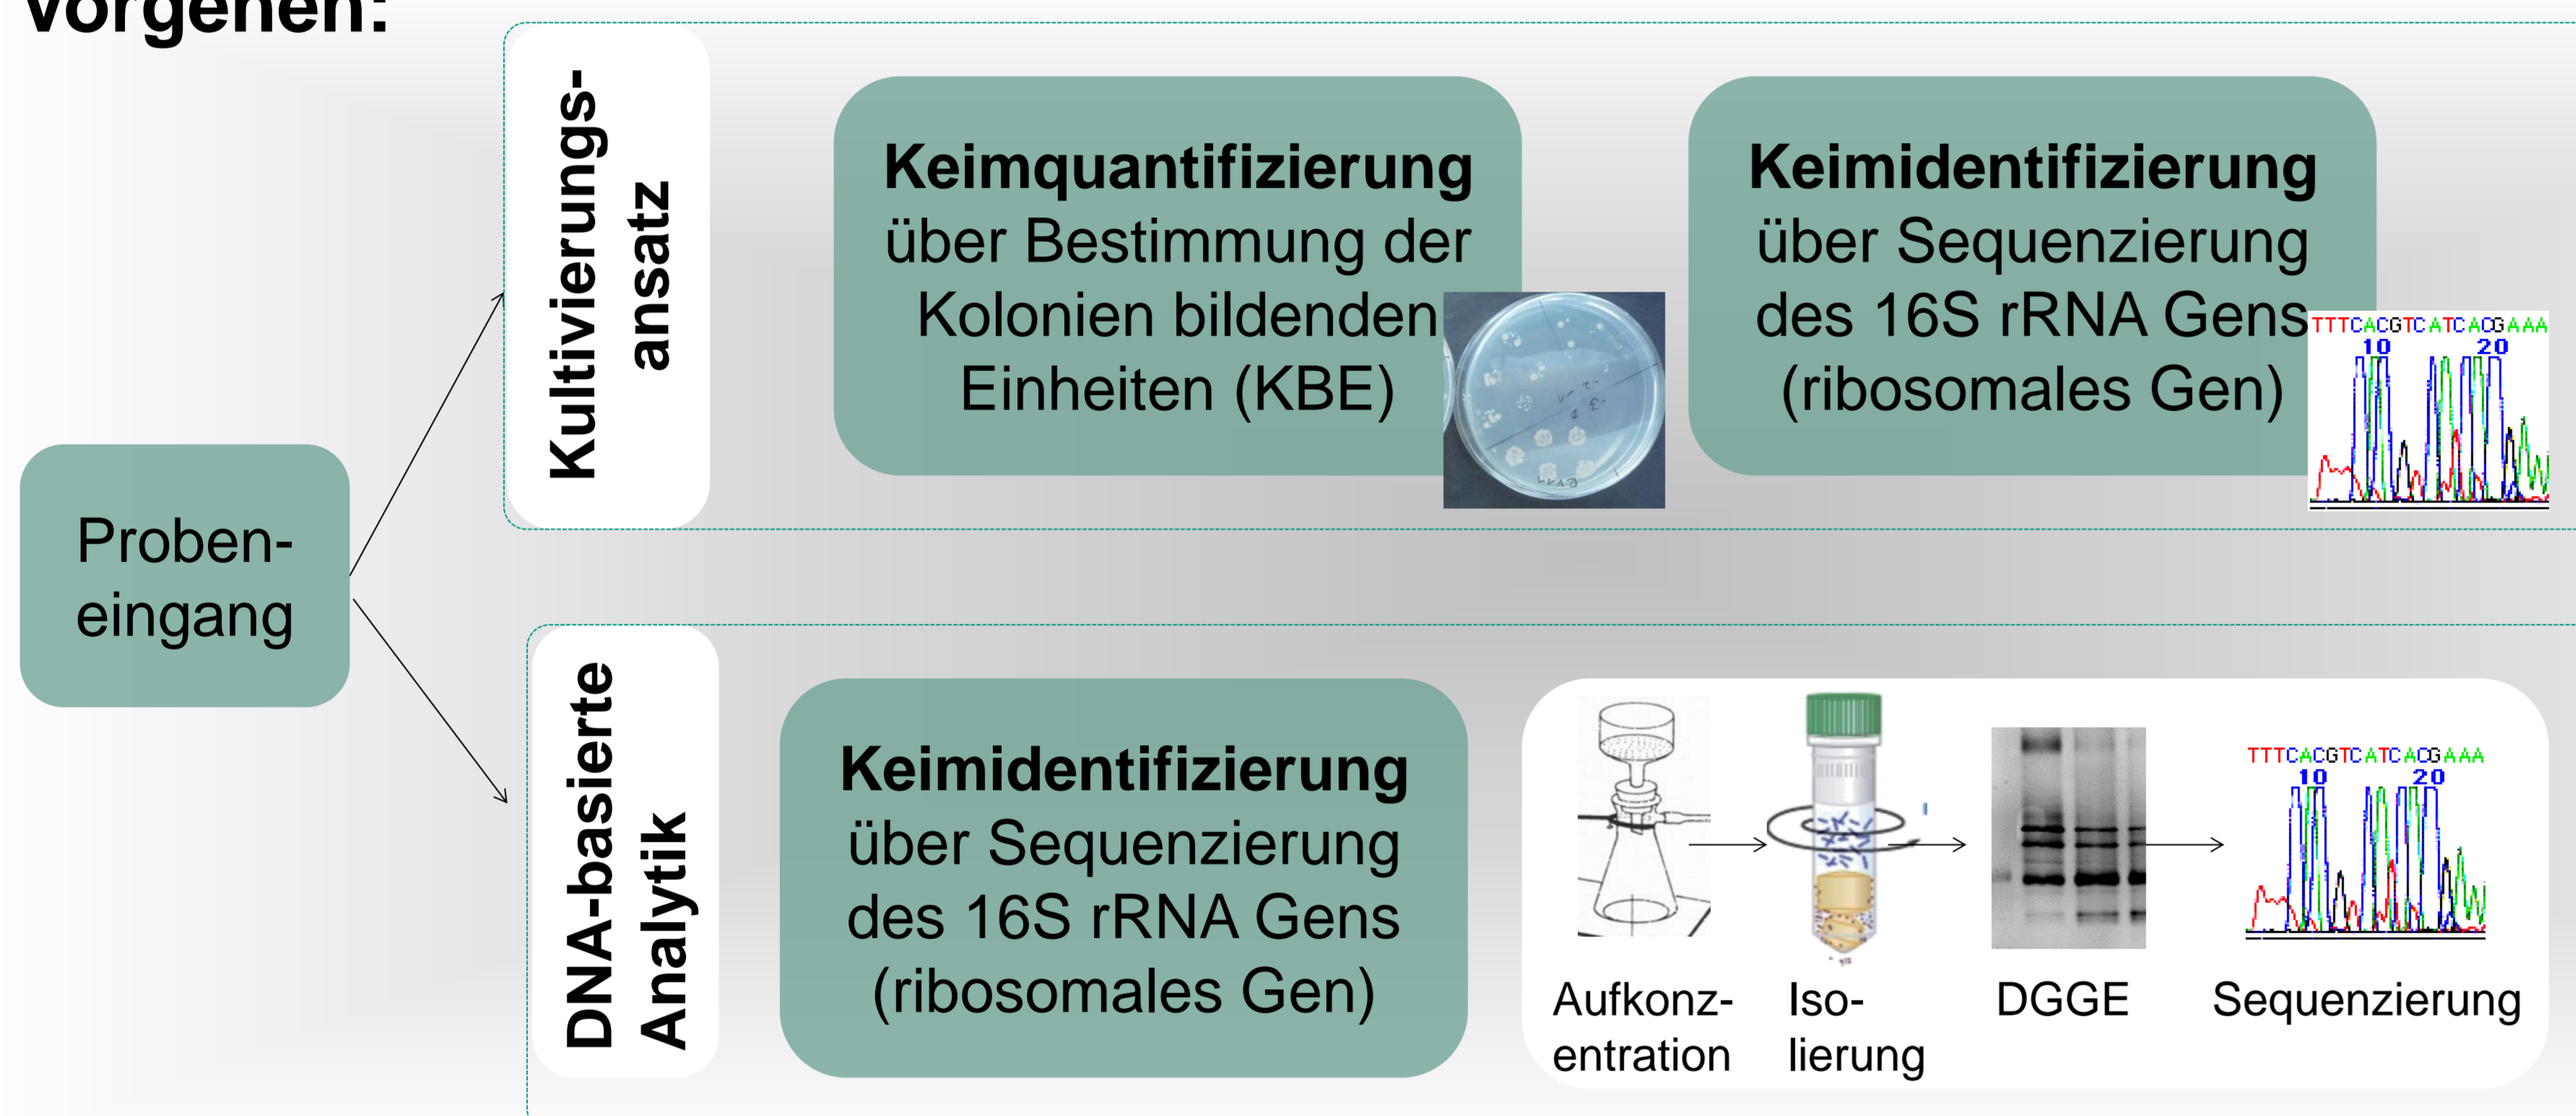 Vorgehen:
Kultivierungs-
ansatz
Keimquantifizierung
über Bestimmung der
Kolonien bildenden
Einheiten (KBE)
Keimidentifizierung
über Sequenzierung
des 16S rRNA Gens
(ribosomales Gen)
TTTCACGTCATCACGAAA
10 20
Proben-
eingang
DNA-basierte
Analytik
Keimidentifizierung
über Sequenzierung
des 16S rRNA Gens
(ribosomales Gen)
TTTCACGTCATCACGAAA
10 20
Aufkonz-
entration
Iso-
lierung
DGGE
Sequenzierung